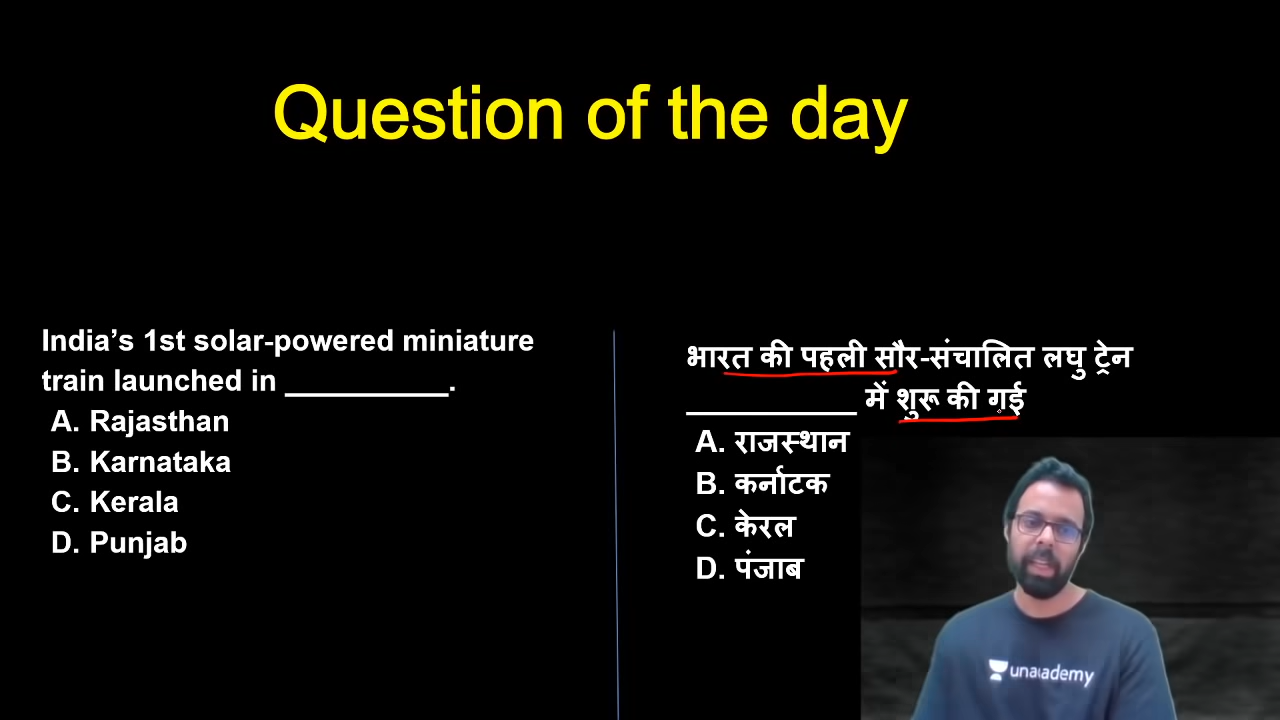 Question of the day
India’s 1st solar-powered miniature
train launched in __________.
A. Rajasthan
B. Karnataka
C. Kerala
D. Punjab
भारत की पहली सौर-संचालित लघु ट्रेन
__________ में शुरू की गई
A. राजस्थान
B. कर्नाटक
C. केरल
D. पंजाब
unacademy